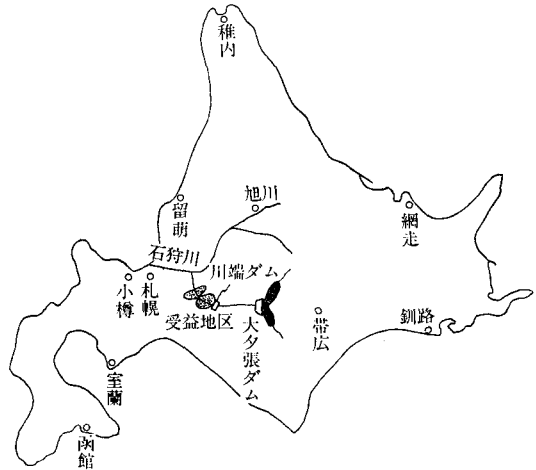 稚内
旭川
留萌
網走
石狩川
川端ダム
小樽
札幌
受益地区
大夕張ダム
帯広
釧路
室蘭
函館